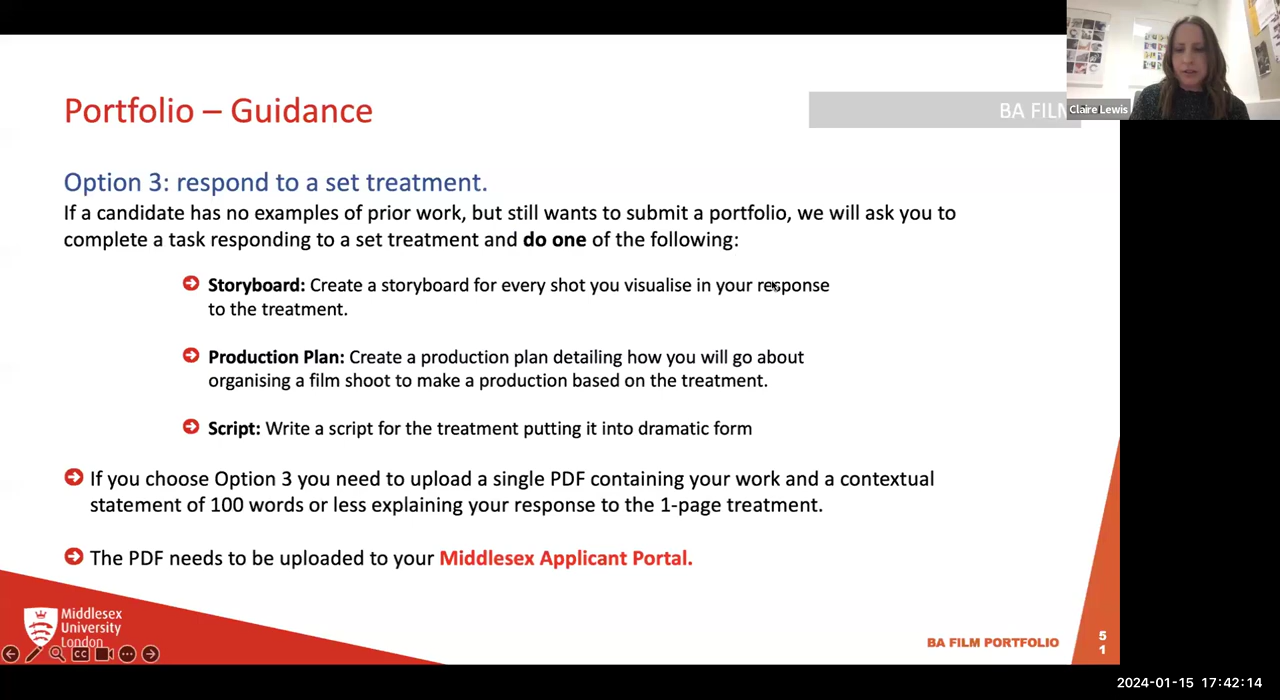 Portfolio – Guidance
BA FILM
Claire Lewis
Option 3: respond to a set treatment.
If a candidate has no examples of prior work, but still wants to submit a portfolio, we will ask you to
complete a task responding to a set treatment and do one of the following:
Storyboard: Create a storyboard for every shot you visualise in your response
to the treatment.
Production Plan: Create a production plan detailing how you will go about
organising a film shoot to make a production based on the treatment.
Script: Write a script for the treatment putting it into dramatic form
If you choose Option 3 you need to upload a single PDF containing your work and a contextual
statement of 100 words or less explaining your response to the 1-page treatment.
The PDF needs to be uploaded to your Middlesex Applicant Portal.
Middlesex
University
London
CC
BA FILM PORTFOLIO
5
1
2024-01-15 17:42:14